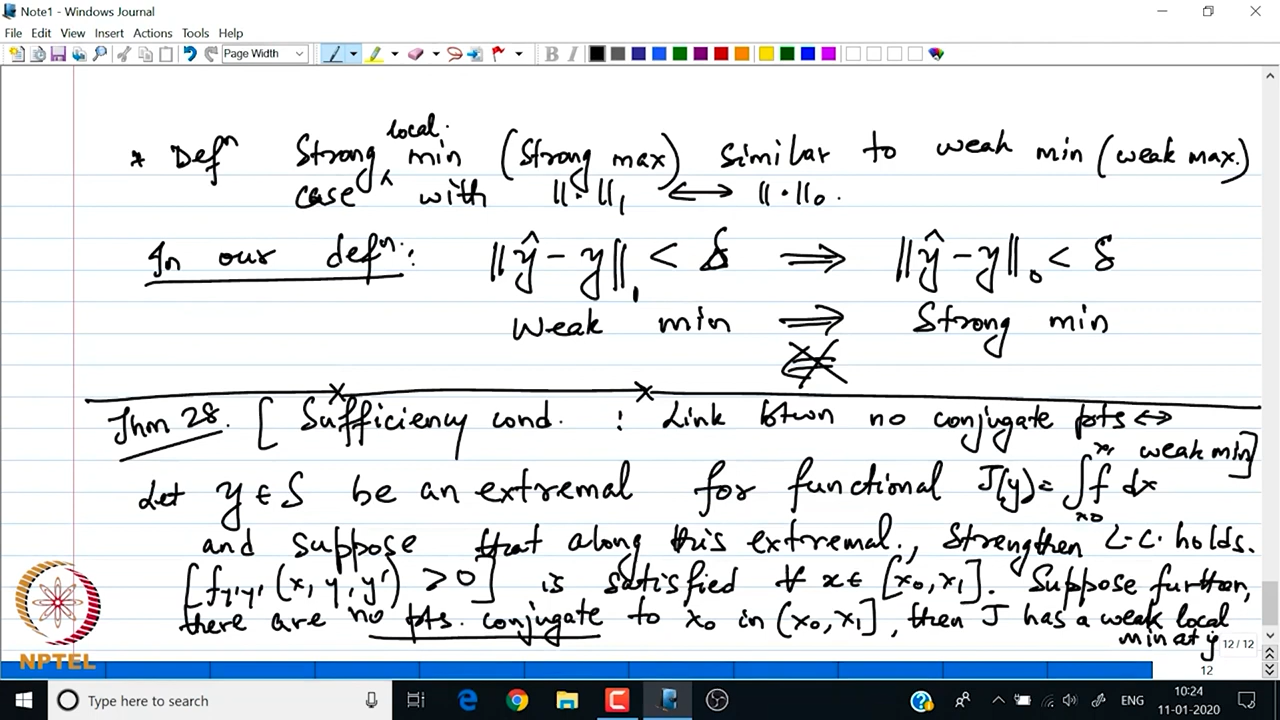 Note1 - Windows Journal
File Edit View Insert Actions Tools Help
Page Width
* Defⁿ Strong local min (Strong max) Similar to weak min (weak max.)
case with ‖·‖₁ ⟷ ‖·‖₀.
In our defⁿ: ‖ŷ − y‖₁ < δ ⟹ ‖ŷ − y‖₀ < δ
Weak min ⟹ Strong min
Thm 28. [ Sufficiency cond. : Link btwn no conjugate pts ↔
weak min]
Let y ∈ S be an extremal for functional J(y) = ∫_{x0}^{x1} f dx
and suppose that along this extremal., Strengthen L·C· holds.
[f_{y'y'} (x, y, y') > 0] is satisfied ∀ x ∈ [x0, x1]. Suppose further,
there are no pts. conjugate to x0 in (x0, x1], then J has a weak local
min at y
NPTEL
12 / 12
12
Type here to search
ENG
10:24
11-01-2020